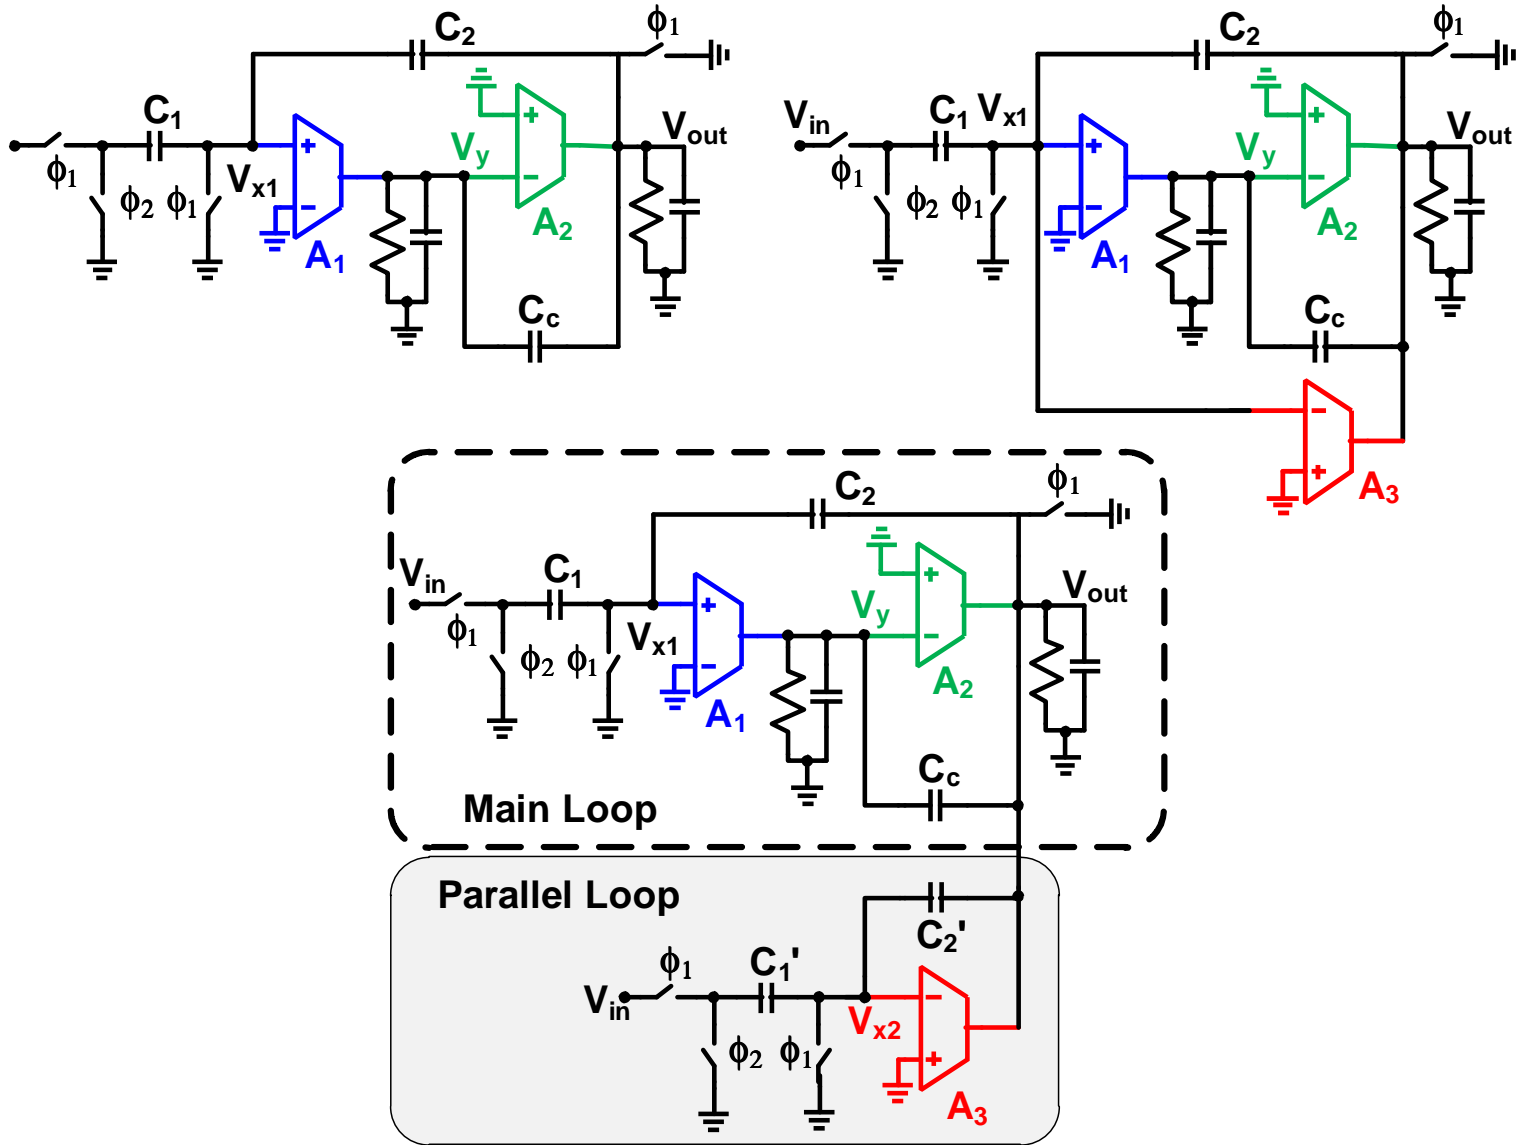 C2 ϕ1
C1
ϕ1 ϕ2 ϕ1 Vx1
+ −
A1
Vy
+ −
A2
Vout
Cc
C2 ϕ1
Vin C1 Vx1
ϕ1 ϕ2 ϕ1
+ −
A1
Vy
+ −
A2
Vout
Cc
− +
A3
C2 ϕ1
Vin C1
ϕ1 ϕ2 ϕ1 Vx1
+ −
A1
Vy
+ −
A2
Vout
Cc
Main Loop
Parallel Loop
C2'
ϕ1 C1'
Vin
ϕ2 ϕ1
Vx2
− +
A3